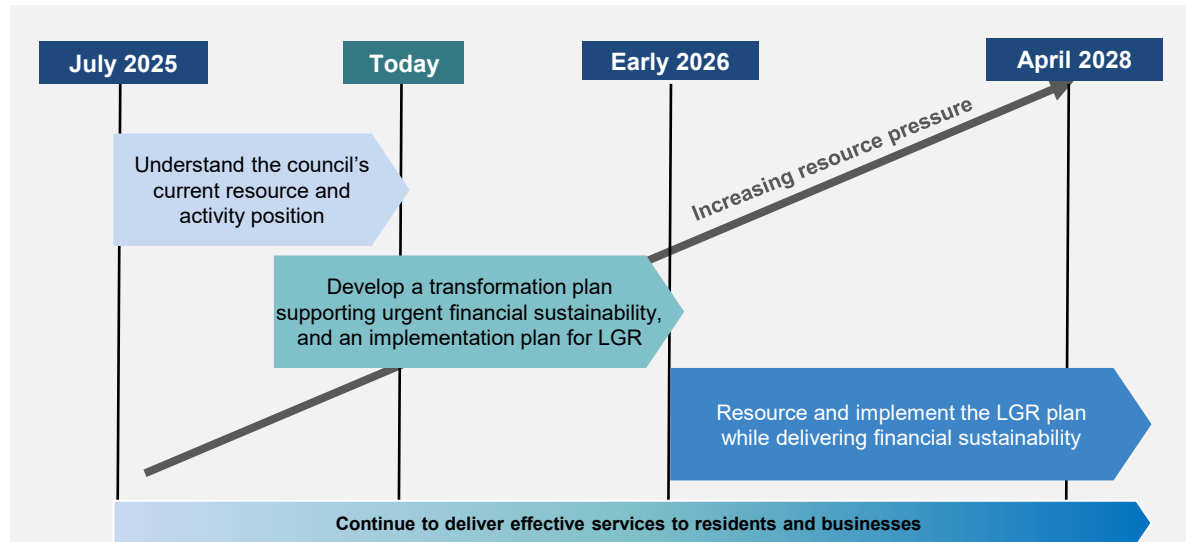 July 2025
Today
Early 2026
April 2028
Increasing resource pressure
Understand the council’s
current resource and
activity position
Develop a transformation plan
supporting urgent financial sustainability,
and an implementation plan for LGR
Resource and implement the LGR plan
while delivering financial sustainability
Continue to deliver effective services to residents and businesses